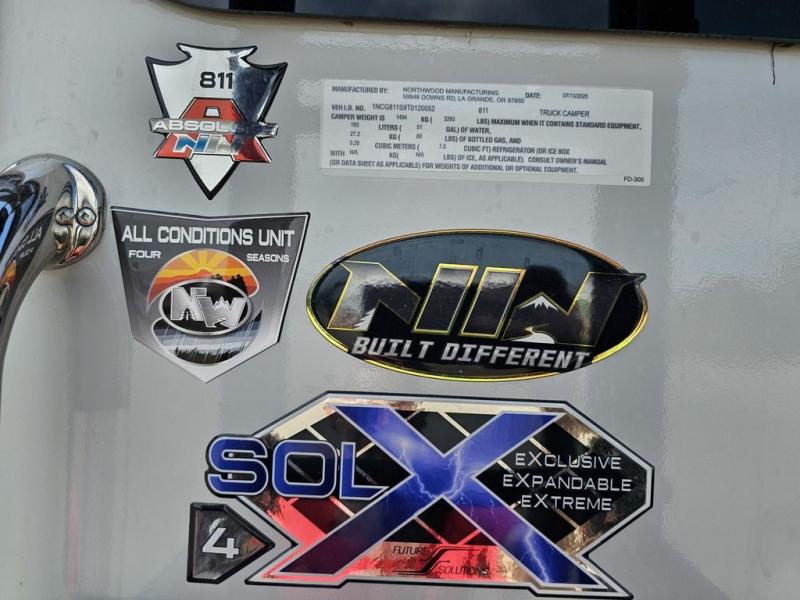 811
ABSOLUTE
NW
MANUFACTURED BY: NORTHWOOD MANUFACTURING DATE: 07/13/2025
59948 DOWNS RD, LA GRANDE, OR 97850
VEH I.D. NO. 1NCG811S9T0120052 811 TRUCK CAMPER
CAMPER WEIGHT IS 1494 KG ( 3293 LBS) MAXIMUM WHEN IT CONTAINS STANDARD EQUIPMENT,
193 LITERS ( 51 GAL) OF WATER,
27.2 KG ( 60 LBS) OF BOTTLED GAS, AND
0.20 CUBIC METERS ( 7.0 CUBIC FT) REFRIGERATOR (OR ICE BOX
WITH N/A KG( N/A LBS) OF ICE, AS APPLICABLE). CONSULT OWNER'S MANUAL
(OR DATA SHEET AS APPLICABLE) FOR WEIGHTS OF ADDITIONAL OR OPTIONAL EQUIPMENT.
FD-305
ALL CONDITIONS UNIT
FOUR SEASONS
NW
NW
BUILT DIFFERENT
SOLX
EXCLUSIVE
EXPANDABLE
EXTREME
4
FUTURE
SOLUTIONS